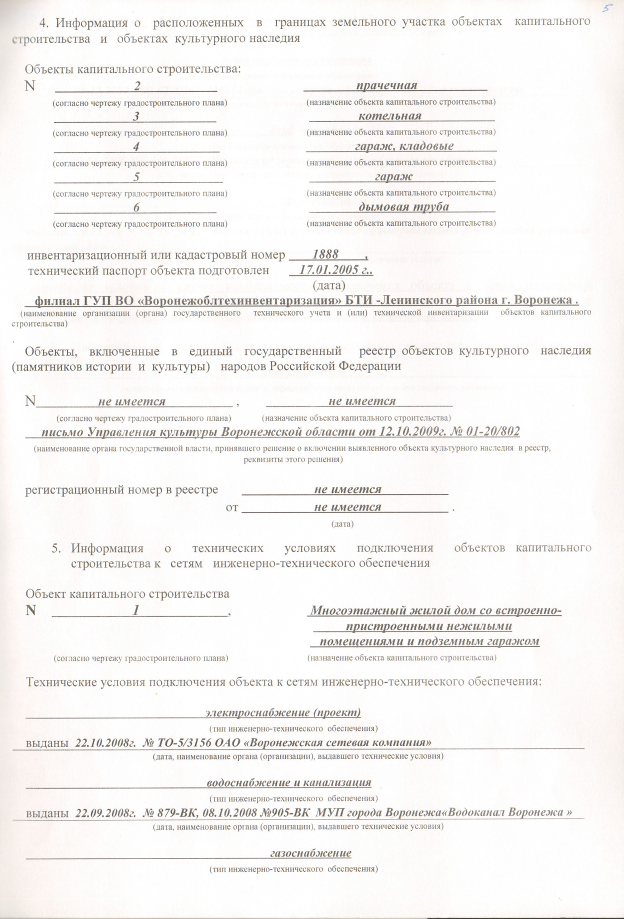 5
4. Информация о расположенных в границах земельного участка объектах капитального
строительства и объектах культурного наследия
Объекты капитального строительства:
N 2 прачечная
(согласно чертежу градостроительного плана) (назначение объекта капитального строительства)
3 котельная
(согласно чертежу градостроительного плана) (назначение объекта капитального строительства)
4 гараж, кладовые
(согласно чертежу градостроительного плана) (назначение объекта капитального строительства)
5 гараж
(согласно чертежу градостроительного плана) (назначение объекта капитального строительства)
6 дымовая труба
(согласно чертежу градостроительного плана) (назначение объекта капитального строительства)
инвентаризационный или кадастровый номер 1888 ,
технический паспорт объекта подготовлен 17.01.2005 г..
(дата)
филиал ГУП ВО «Воронежоблтехинвентаризация» БТИ -Ленинского района г. Воронежа .
(наименование организации (органа) государственного технического учета и (или) технической инвентаризации объектов капитального
строительства)
Объекты, включенные в единый государственный реестр объектов культурного наследия
(памятников истории и культуры) народов Российской Федерации
N не имеется , не имеется
(согласно чертежу градостроительного плана) (назначение объекта капитального строительства)
письмо Управления культуры Воронежской области от 12.10.2009г. № 01-20/802
(наименование органа государственной власти, принявшего решение о включении выявленного объекта культурного наследия в реестр,
реквизиты этого решения)
регистрационный номер в реестре не имеется
от не имеется .
(дата)
5. Информация о технических условиях подключения объектов капитального
строительства к сетям инженерно-технического обеспечения
Объект капитального строительства
N 1 , Многоэтажный жилой дом со встроенно-
пристроенными нежилыми
помещениями и подземным гаражом
(согласно чертежу градостроительного плана) (назначение объекта капитального строительства)
Технические условия подключения объекта к сетям инженерно-технического обеспечения:
электроснабжение (проект)
(тип инженерно-технического обеспечения)
выданы 22.10.2008г. № ТО-5/3156 ОАО «Воронежская сетевая компания»
(дата, наименование органа (организации), выдавшего технические условия)
водоснабжение и канализация
(тип инженерно-технического обеспечения)
выданы 22.09.2008г. № 879-ВК, 08.10.2008 №905-ВК МУП города Воронежа«Водоканал Воронежа »
(дата, наименование органа (организации), выдавшего технические условия)
газоснабжение
(тип инженерно-технического обеспечения)